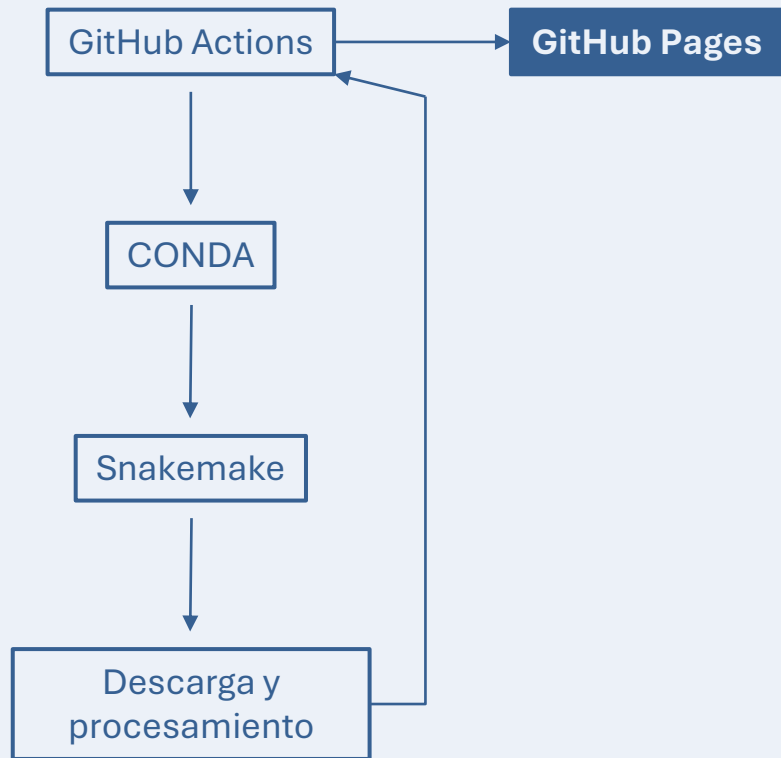 GitHub Actions
GitHub Pages
CONDA
Snakemake
Descarga y
procesamiento